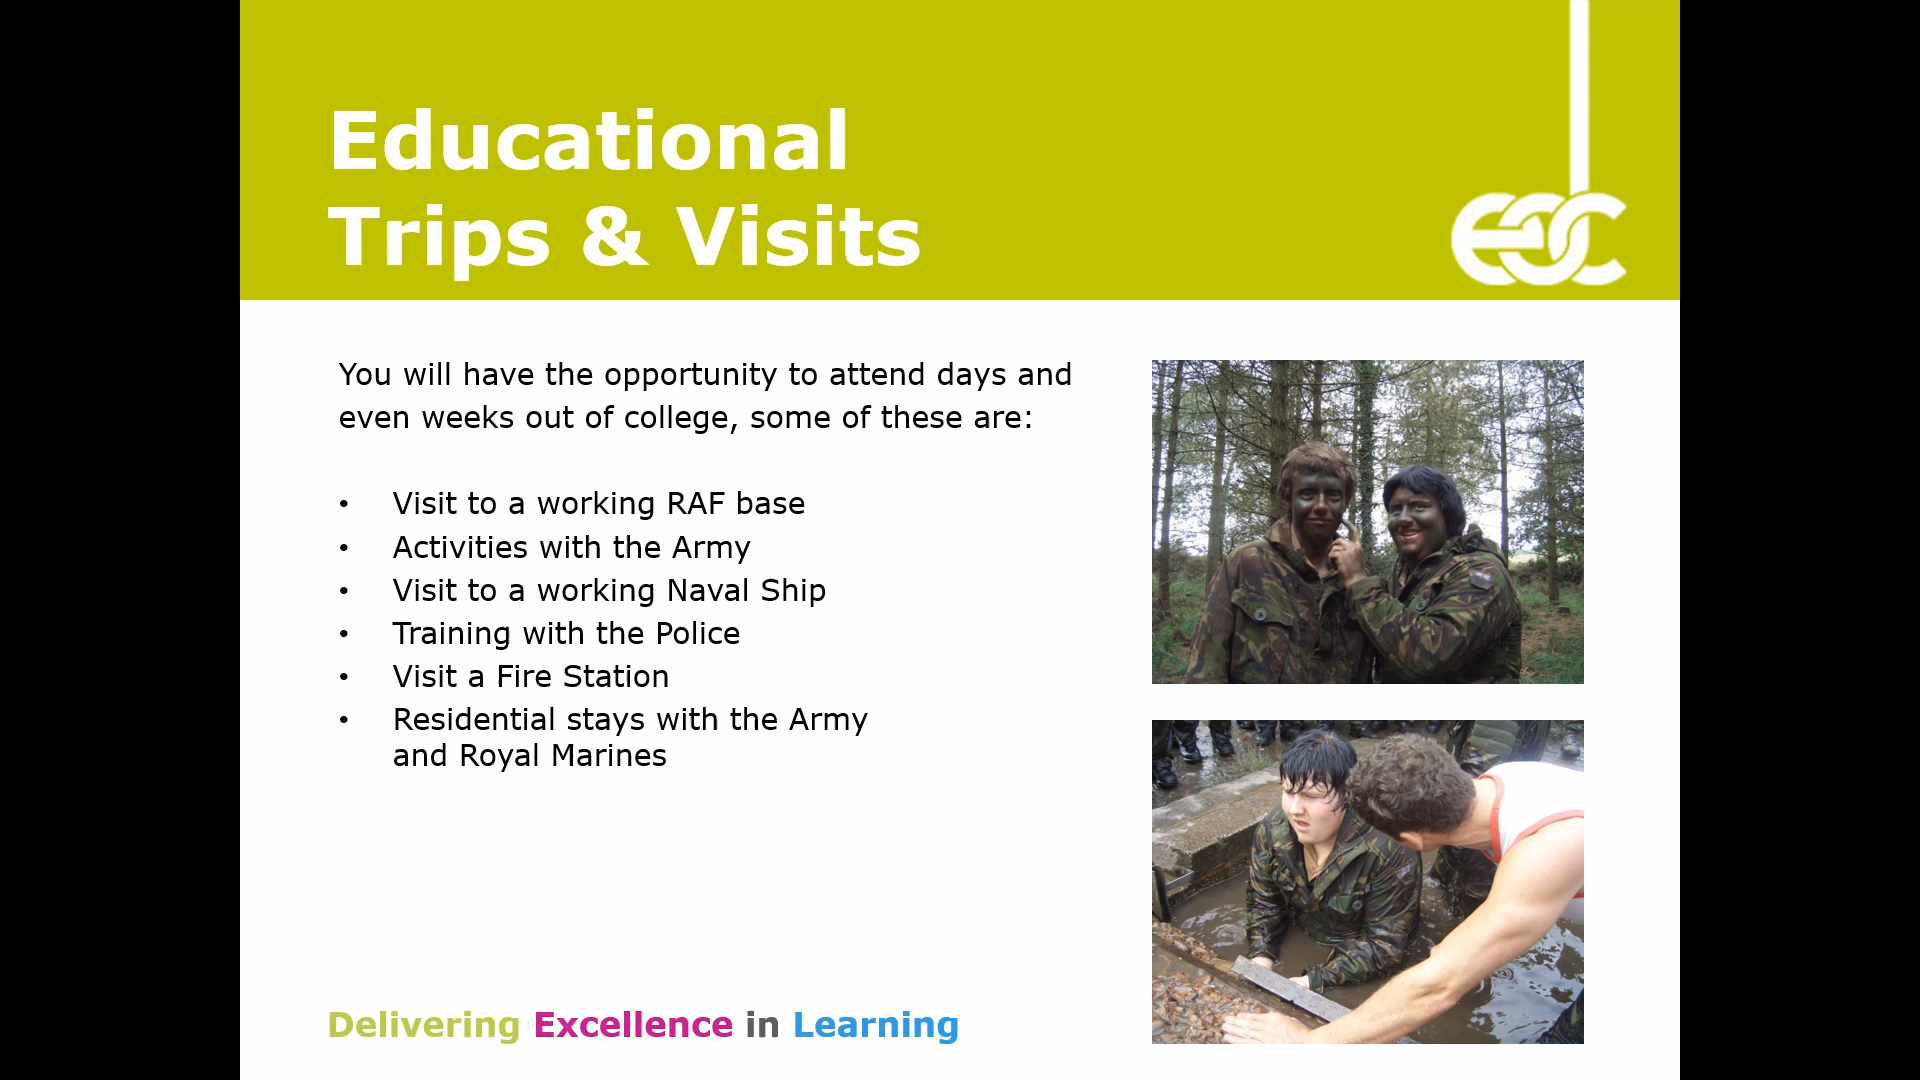 Educational
Trips & Visits
eoc
You will have the opportunity to attend days and
even weeks out of college, some of these are:
• Visit to a working RAF base
• Activities with the Army
• Visit to a working Naval Ship
• Training with the Police
• Visit a Fire Station
• Residential stays with the Army
and Royal Marines
Delivering Excellence in Learning